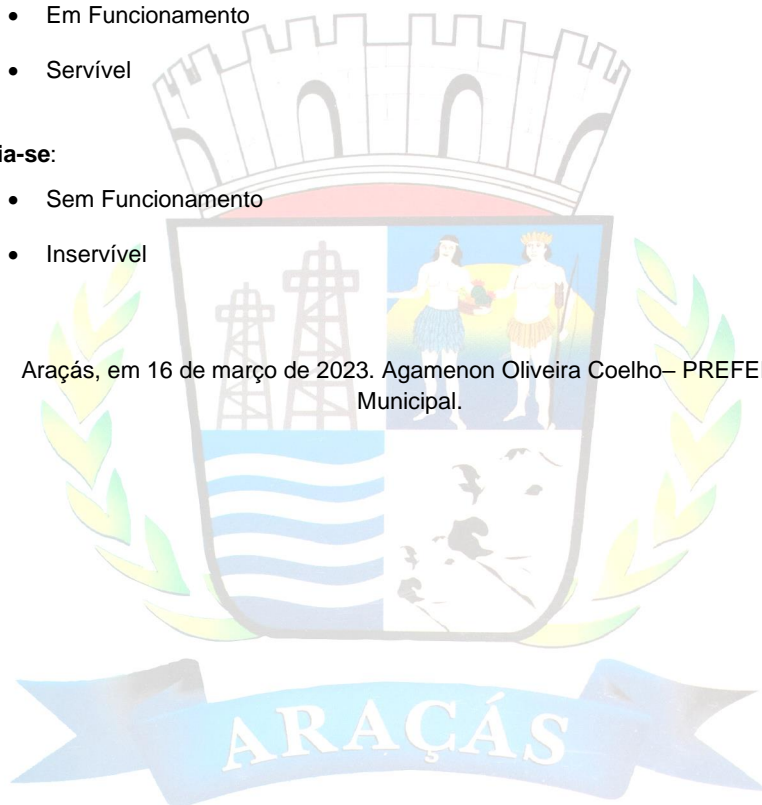 • Em Funcionamento
• Servível
ia-se:
• Sem Funcionamento
• Inservível
Araçás, em 16 de março de 2023. Agamenon Oliveira Coelho– PREFE
Municipal.
ARAÇÁS